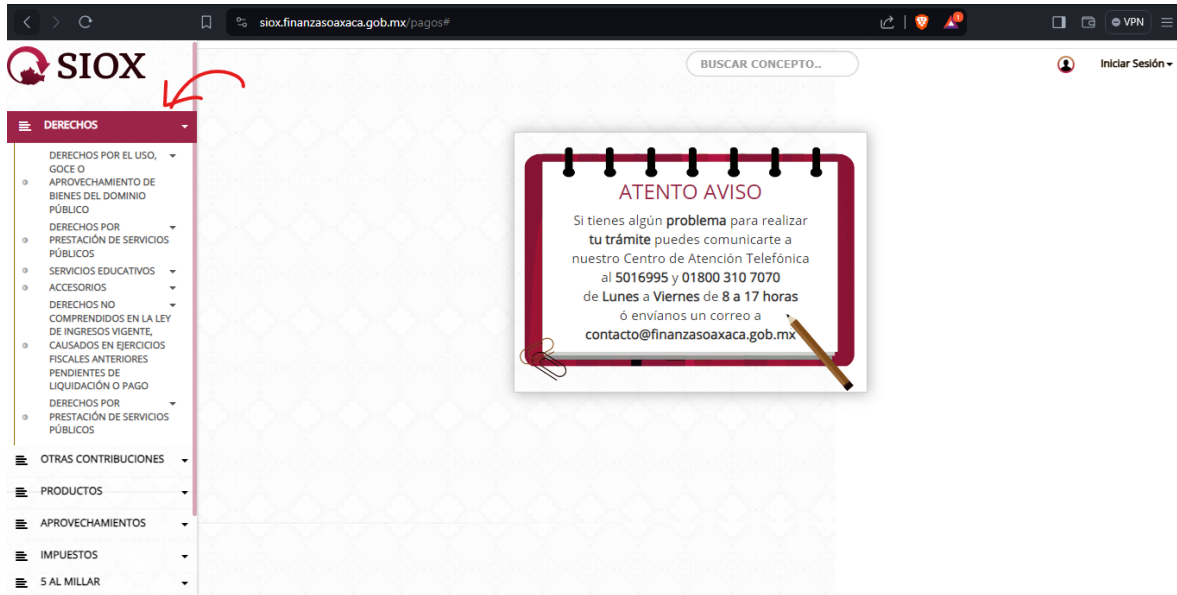 siox.finanzasoaxaca.gob.mx/pagos#
1
VPN
SIOX
BUSCAR CONCEPTO..
Iniciar Sesión
DERECHOS
DERECHOS POR EL USO,
GOCE O
APROVECHAMIENTO DE
BIENES DEL DOMINIO
PÚBLICO
DERECHOS POR
PRESTACIÓN DE SERVICIOS
PÚBLICOS
SERVICIOS EDUCATIVOS
ACCESORIOS
DERECHOS NO
COMPRENDIDOS EN LA LEY
DE INGRESOS VIGENTE,
CAUSADOS EN EJERCICIOS
FISCALES ANTERIORES
PENDIENTES DE
LIQUIDACIÓN O PAGO
DERECHOS POR
PRESTACIÓN DE SERVICIOS
PÚBLICOS
OTRAS CONTRIBUCIONES
PRODUCTOS
APROVECHAMIENTOS
IMPUESTOS
5 AL MILLAR
ATENTO AVISO
Si tienes algún problema para realizar
tu trámite puedes comunicarte a
nuestro Centro de Atención Telefónica
al 5016995 y 01800 310 7070
de Lunes a Viernes de 8 a 17 horas
ó envíanos un correo a
contacto@finanzasoaxaca.gob.mx